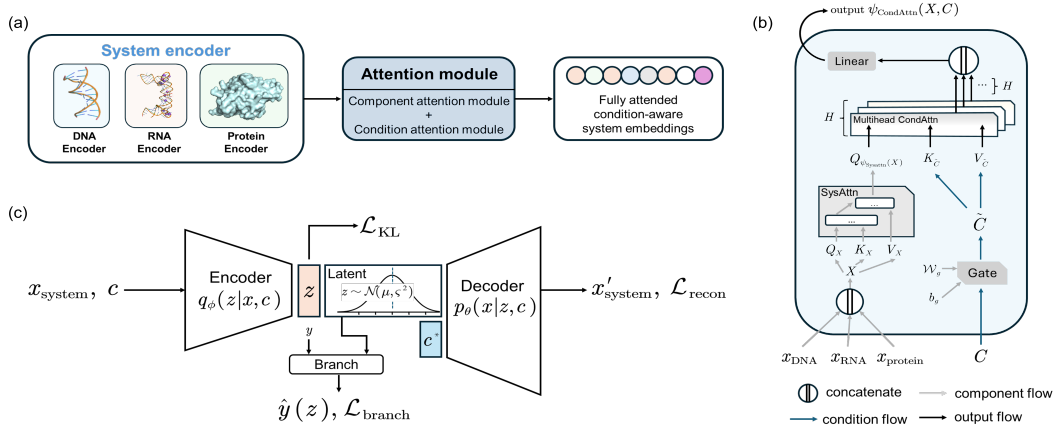 (a)
System encoder
DNA
Encoder
RNA
Encoder
Protein
Encoder
Attention module
Component attention module
+
Condition attention module
Fully attended
condition-aware
system embeddings
(b)
output ψ_CondAttn(X, C)
Linear
··· H
H
Multihead CondAttn
Q_ψ_Sysattn(X) K_C̃ V_C̃
SysAttn
...
...
C̃
Q_X K_X V_X
X
𝒲_g
Gate
b_g
x_DNA x_RNA x_protein C
concatenate
component flow
condition flow
output flow
(c)
ℒ_KL
x_system, c
Encoder
q_ϕ(z|x, c)
z
Latent
z ∼ 𝒩(μ, ς²)
c*
Decoder
p_θ(x|z, c)
x′_system, ℒ_recon
y
Branch
ŷ(z), ℒ_branch